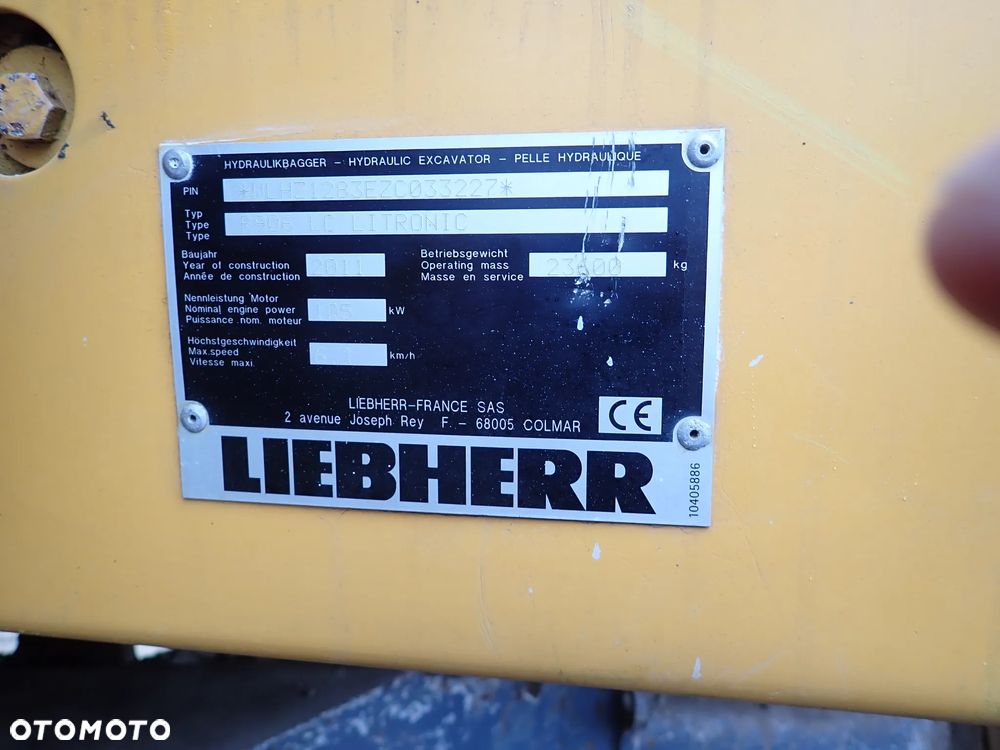 HYDRAULIKBAGGER - HYDRAULIC EXCAVATOR - PELLE HYDRAULIQUE
PIN *WLHZ1283EZC033227*
Typ
Type LC LITRONIC
Type
Baujahr
Year of construction 2011
Année de construction
Betriebsgewicht
Operating mass kg
Masse en service
Nennleistung Motor
Nominal engine power kW
Puissance nom. moteur
Höchstgeschwindigkeit
Max.speed km/h
Vitesse maxi.
LIEBHERR-FRANCE SAS
2 avenue Joseph Rey F. - 68005 COLMAR
CE
LIEBHERR
10405886
OTOMOTO